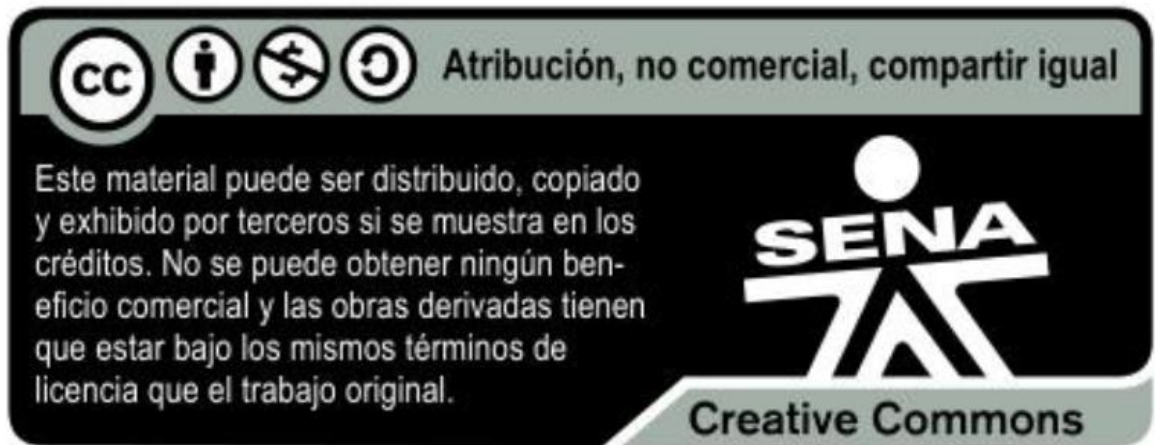 cc Atribución, no comercial, compartir igual
Este material puede ser distribuido, copiado
y exhibido por terceros si se muestra en los
créditos. No se puede obtener ningún ben-
eficio comercial y las obras derivadas tienen
que estar bajo los mismos términos de
licencia que el trabajo original.
SENA
Creative Commons